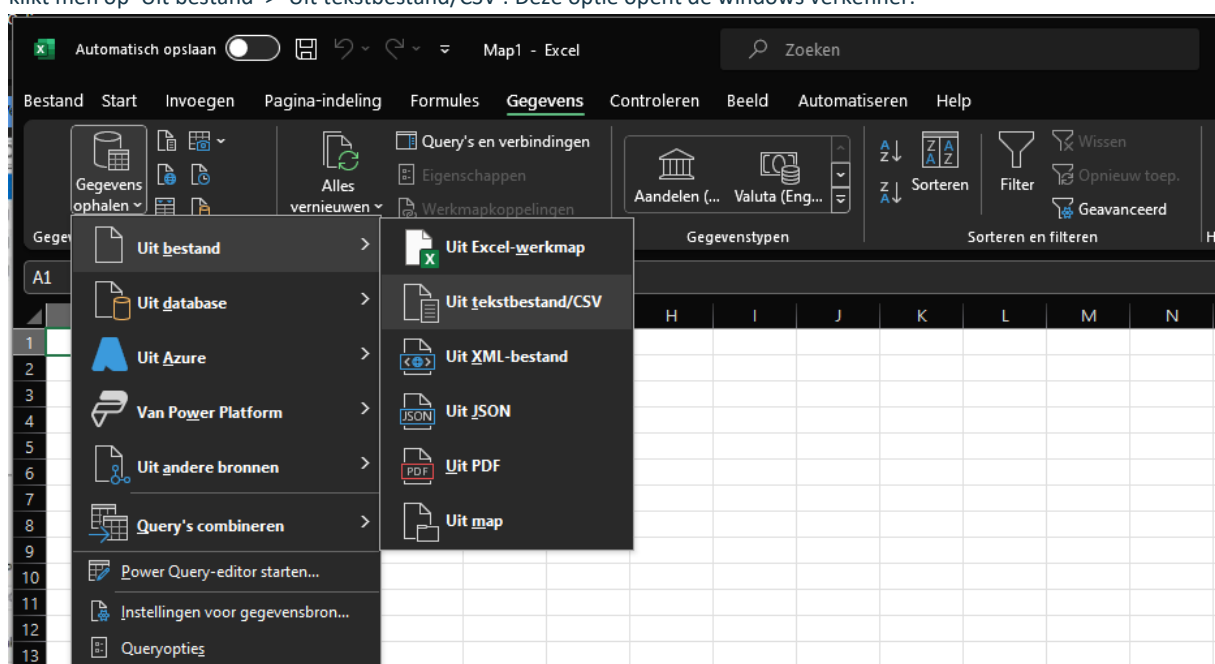 klikt men op 'Uit bestand' > 'Uit tekstbestand/CSV'. Deze optie opent de windows verkenner.
Automatisch opslaan Map1 - Excel Zoeken
Bestand Start Invoegen Pagina-indeling Formules Gegevens Controleren Beeld Automatiseren Help
Gegevens ophalen
Alles vernieuwen
Query's en verbindingen
Eigenschappen
Werkmapkoppelingen
Aandelen (... Valuta (Eng...
Gegevenstypen
Z A
A Z
Sorteren
Filter
Wissen
Opnieuw toep.
Geavanceerd
Sorteren en filteren
A1
Uit bestand
Uit database
Uit Azure
Van Power Platform
Uit andere bronnen
Query's combineren
Power Query-editor starten...
Instellingen voor gegevensbron...
Queryopties
Uit Excel-werkmap
Uit tekstbestand/CSV
Uit XML-bestand
JSON Uit JSON
PDF Uit PDF
Uit map
H I J K L M N
1
2
3
4
5
6
7
8
9
10
11
12
13